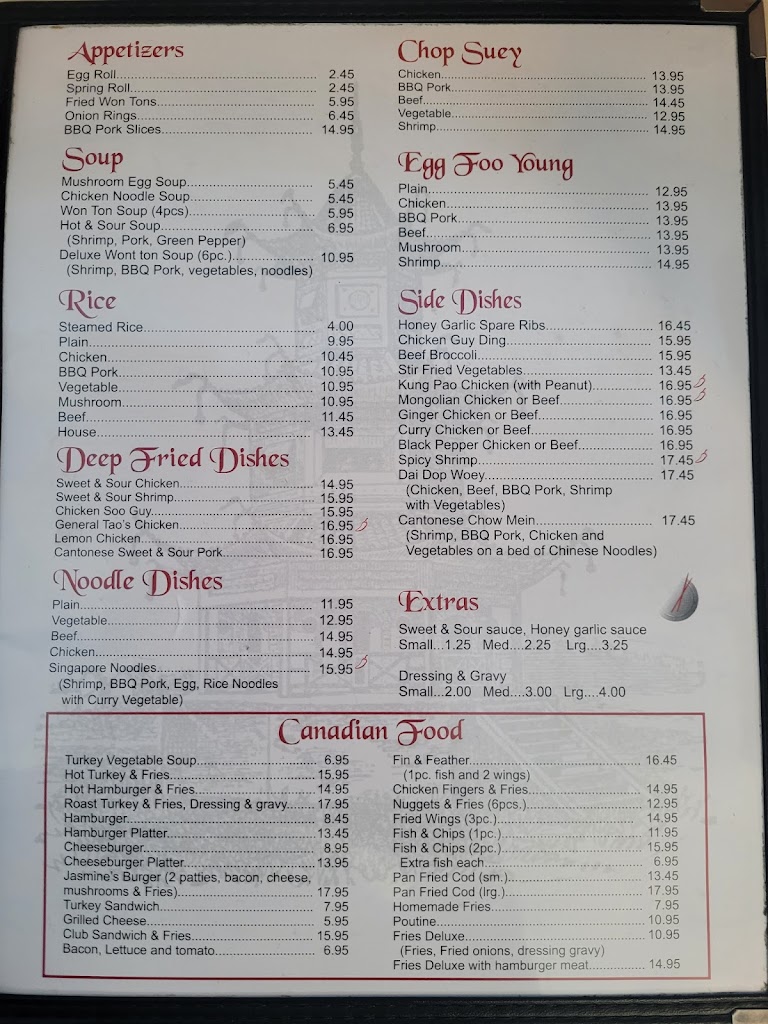 Appetizers
Egg Roll 2.45
Spring Roll 2.45
Fried Won Tons 5.95
Onion Rings 6.45
BBQ Pork Slices 14.95
Soup
Mushroom Egg Soup 5.45
Chicken Noodle Soup 5.45
Won Ton Soup (4pcs) 5.95
Hot & Sour Soup 6.95
(Shrimp, Pork, Green Pepper)
Deluxe Wont ton Soup (6pc.) 10.95
(Shrimp, BBQ Pork, vegetables, noodles)
Rice
Steamed Rice 4.00
Plain 9.95
Chicken 10.45
BBQ Pork 10.95
Vegetable 10.95
Mushroom 10.95
Beef 11.45
House 13.45
Deep Fried Dishes
Sweet & Sour Chicken 14.95
Sweet & Sour Shrimp 15.95
Chicken Soo Guy 15.95
General Tao's Chicken 16.95
Lemon Chicken 16.95
Cantonese Sweet & Sour Pork 16.95
Noodle Dishes
Plain 11.95
Vegetable 12.95
Beef 14.95
Chicken 14.95
Singapore Noodles 15.95
(Shrimp, BBQ Pork, Egg, Rice Noodles
with Curry Vegetable)
Chop Suey
Chicken 13.95
BBQ Pork 13.95
Beef 14.45
Vegetable 12.95
Shrimp 14.95
Egg Foo Young
Plain 12.95
Chicken 13.95
BBQ Pork 13.95
Beef 13.95
Mushroom 13.95
Shrimp 14.95
Side Dishes
Honey Garlic Spare Ribs 16.45
Chicken Guy Ding 15.95
Beef Broccoli 15.95
Stir Fried Vegetables 13.45
Kung Pao Chicken (with Peanut) 16.95
Mongolian Chicken or Beef 16.95
Ginger Chicken or Beef 16.95
Curry Chicken or Beef 16.95
Black Pepper Chicken or Beef 16.95
Spicy Shrimp 17.45
Dai Dop Woey 17.45
(Chicken, Beef, BBQ Pork, Shrimp
with Vegetables)
Cantonese Chow Mein 17.45
(Shrimp, BBQ Pork, Chicken and
Vegetables on a bed of Chinese Noodles)
Extras
Sweet & Sour sauce, Honey garlic sauce
Small...1.25 Med....2.25 Lrg....3.25
Dressing & Gravy
Small...2.00 Med....3.00 Lrg....4.00
Canadian Food
Turkey Vegetable Soup 6.95
Hot Turkey & Fries 15.95
Hot Hamburger & Fries 14.95
Roast Turkey & Fries, Dressing & gravy 17.95
Hamburger 8.45
Hamburger Platter 13.45
Cheeseburger 8.95
Cheeseburger Platter 13.95
Jasmine's Burger (2 patties, bacon, cheese,
mushrooms & Fries) 17.95
Turkey Sandwich 7.95
Grilled Cheese 5.95
Club Sandwich & Fries 15.95
Bacon, Lettuce and tomato 6.95
Fin & Feather 16.45
(1pc. fish and 2 wings)
Chicken Fingers & Fries 14.95
Nuggets & Fries (6pcs.) 12.95
Fried Wings (3pc.) 14.95
Fish & Chips (1pc.) 11.95
Fish & Chips (2pc.) 15.95
Extra fish each 6.95
Pan Fried Cod (sm.) 13.45
Pan Fried Cod (lrg.) 17.95
Homemade Fries 7.95
Poutine 10.95
Fries Deluxe 10.95
(Fries, Fried onions, dressing gravy)
Fries Deluxe with hamburger meat 14.95